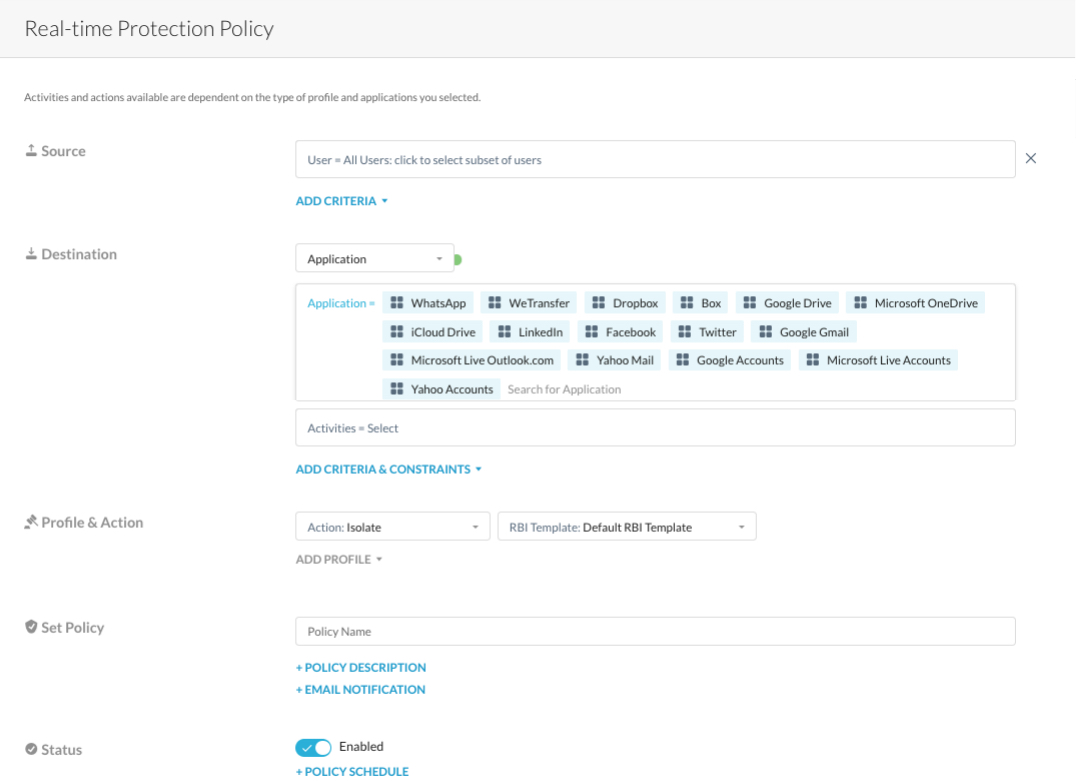 Real-time Protection Policy
Activities and actions available are dependent on the type of profile and applications you selected.
Source
User = All Users: click to select subset of users
ADD CRITERIA
Destination
Application
Application = WhatsApp WeTransfer Dropbox Box Google Drive Microsoft OneDrive
iCloud Drive LinkedIn Facebook Twitter Google Gmail
Microsoft Live Outlook.com Yahoo Mail Google Accounts Microsoft Live Accounts
Yahoo Accounts Search for Application
Activities = Select
ADD CRITERIA & CONSTRAINTS
Profile & Action
Action: Isolate RBI Template: Default RBI Template
ADD PROFILE
Set Policy
Policy Name
+ POLICY DESCRIPTION
+ EMAIL NOTIFICATION
Status
Enabled
+ POLICY SCHEDULE